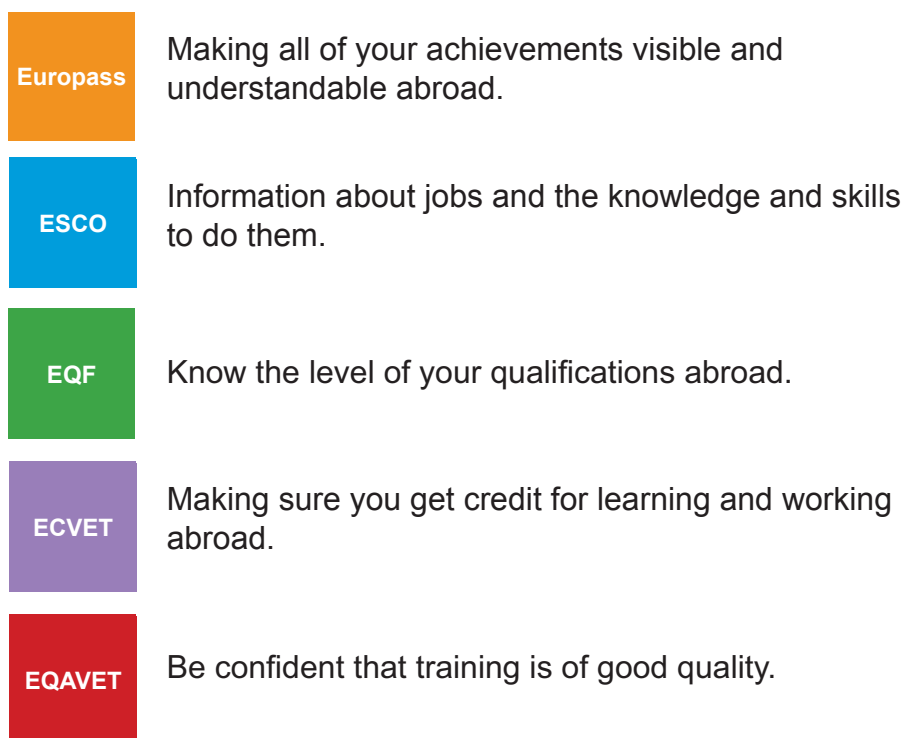 Europass
Making all of your achievements visible and
understandable abroad.
ESCO
Information about jobs and the knowledge and skills
to do them.
EQF
Know the level of your qualifications abroad.
ECVET
Making sure you get credit for learning and working
abroad.
EQAVET
Be confident that training is of good quality.